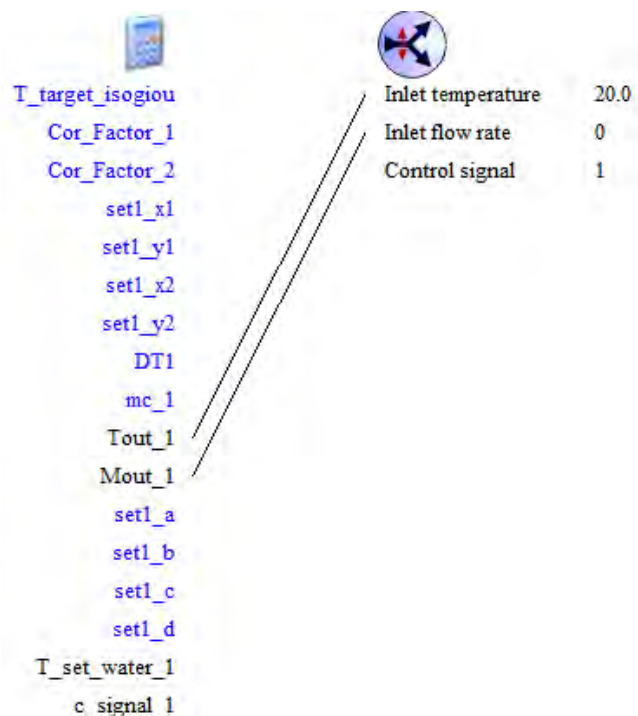 T_target_isogiou
Inlet temperature 20.0
Cor_Factor_1
Inlet flow rate 0
Cor_Factor_2
Control signal 1
set1_x1
set1_y1
set1_x2
set1_y2
DT1
mc_1
Tout_1
Mout_1
set1_a
set1_b
set1_c
set1_d
T_set_water_1
c_signal_1